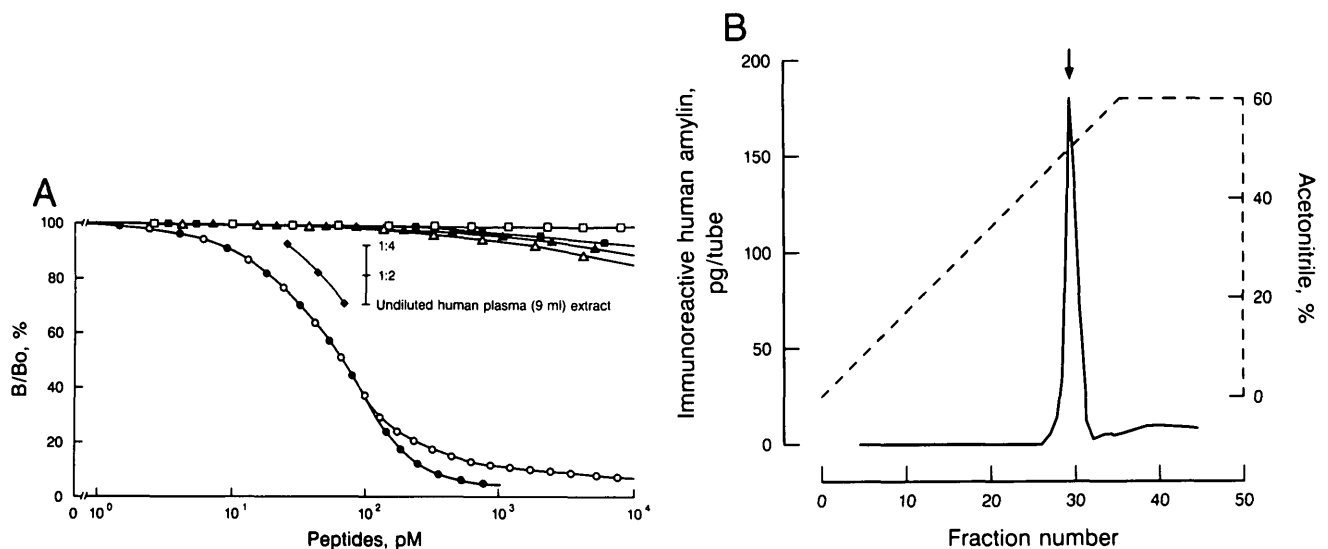 A
B/Bo, %
100
80
60
40
20
0
0 10⁰ 10¹ 10² 10³ 10⁴
Peptides, pM
1:4
1:2
Undiluted human plasma (9 ml) extract
B
Immunoreactive human amylin,
pg/tube
200
150
100
50
0
60
40
20
0
Acetonitrile, %
0 10 20 30 40 50
Fraction number